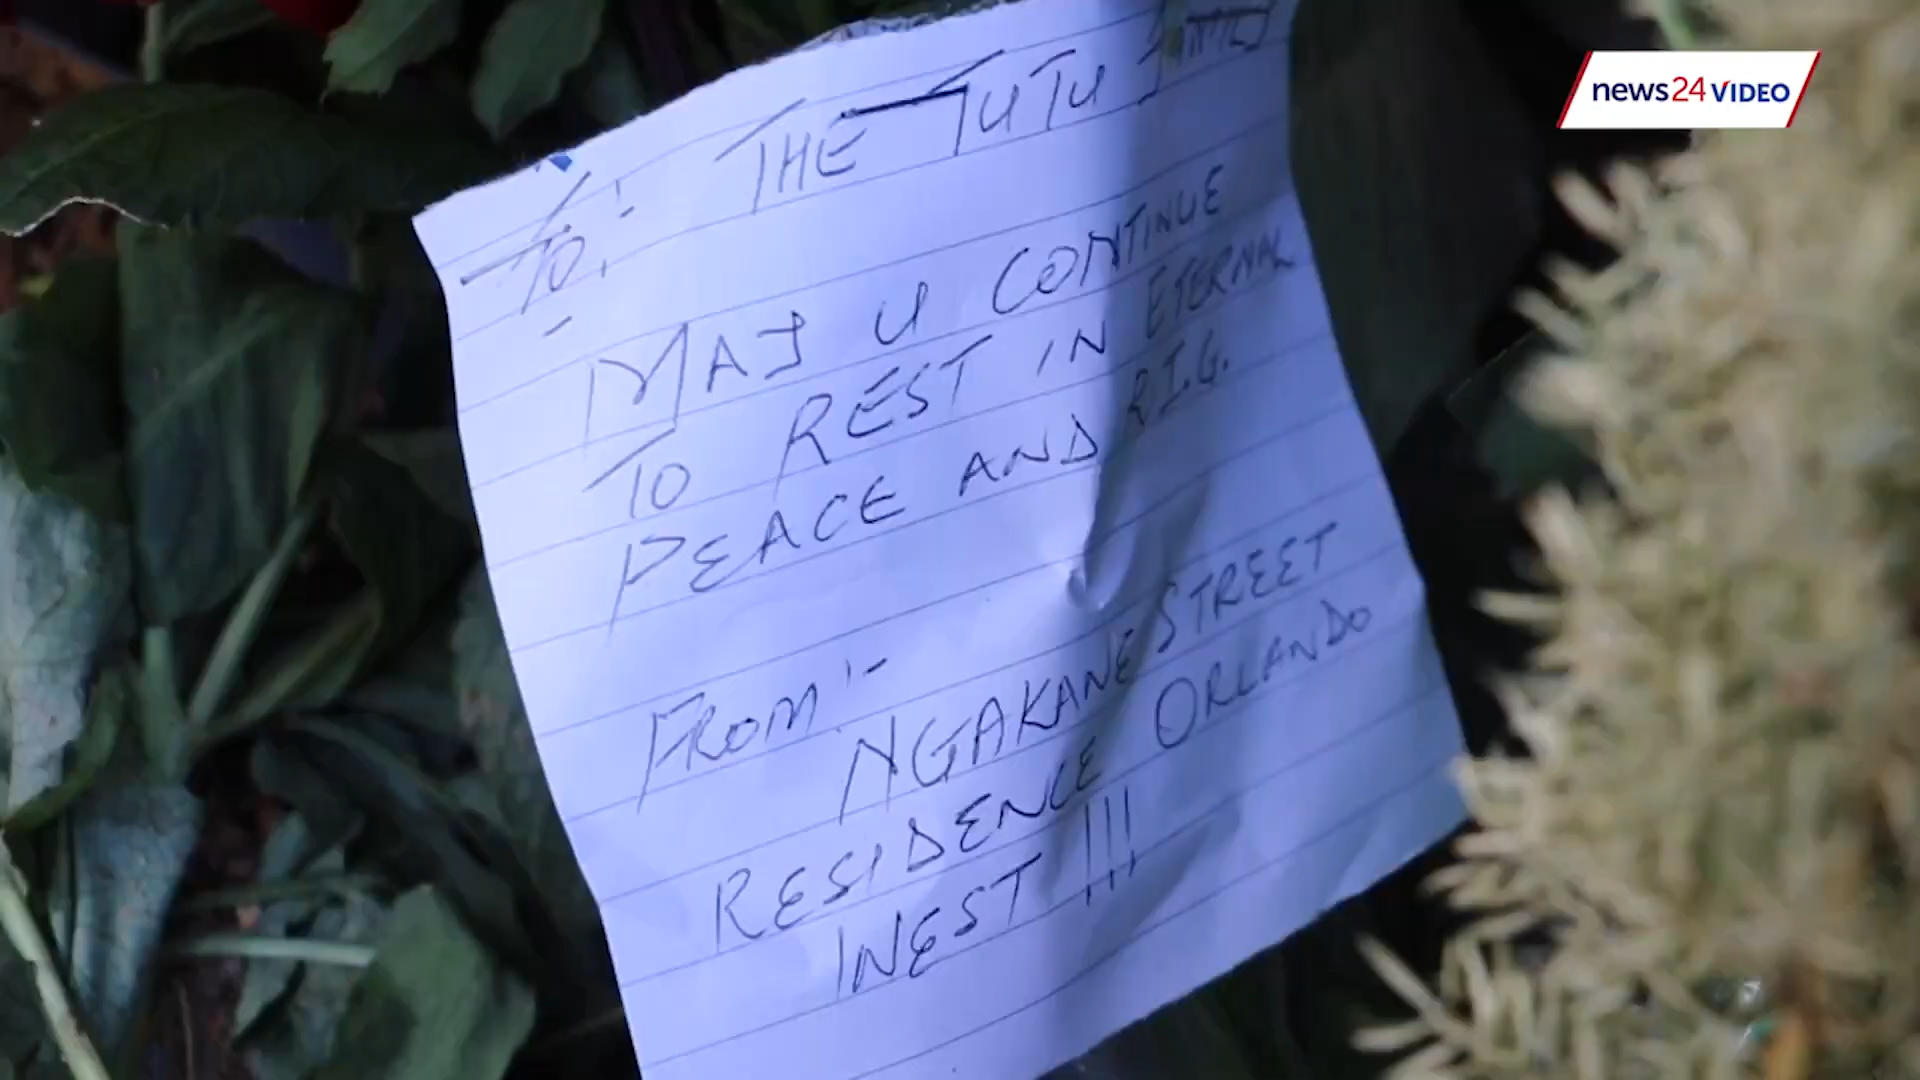 news24 VIDEO
TO: THE TUTU
MAY U CONTINUE
TO REST IN ETERNAL
PEACE AND R.I.G.
FROM:-
NGAKANE STREET
RESIDENCE ORLANDO
WEST !!!